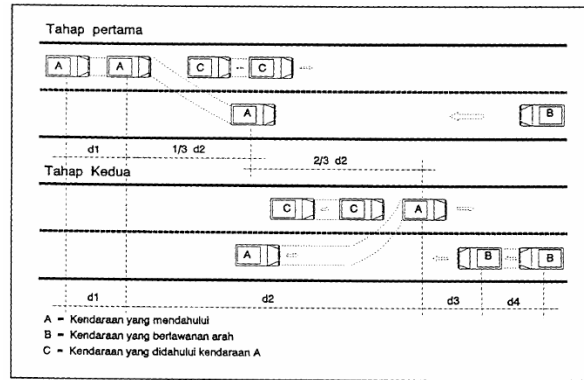 Tahap pertama
A A C C
A B
d1 1/3 d2
2/3 d2
Tahap Kedua
C C A
A B B
d1 d2 d3 d4
A = Kendaraan yang mendahului
B = Kendaraan yang berlawanan arah
C = Kendaraan yang didahului kendaraan A